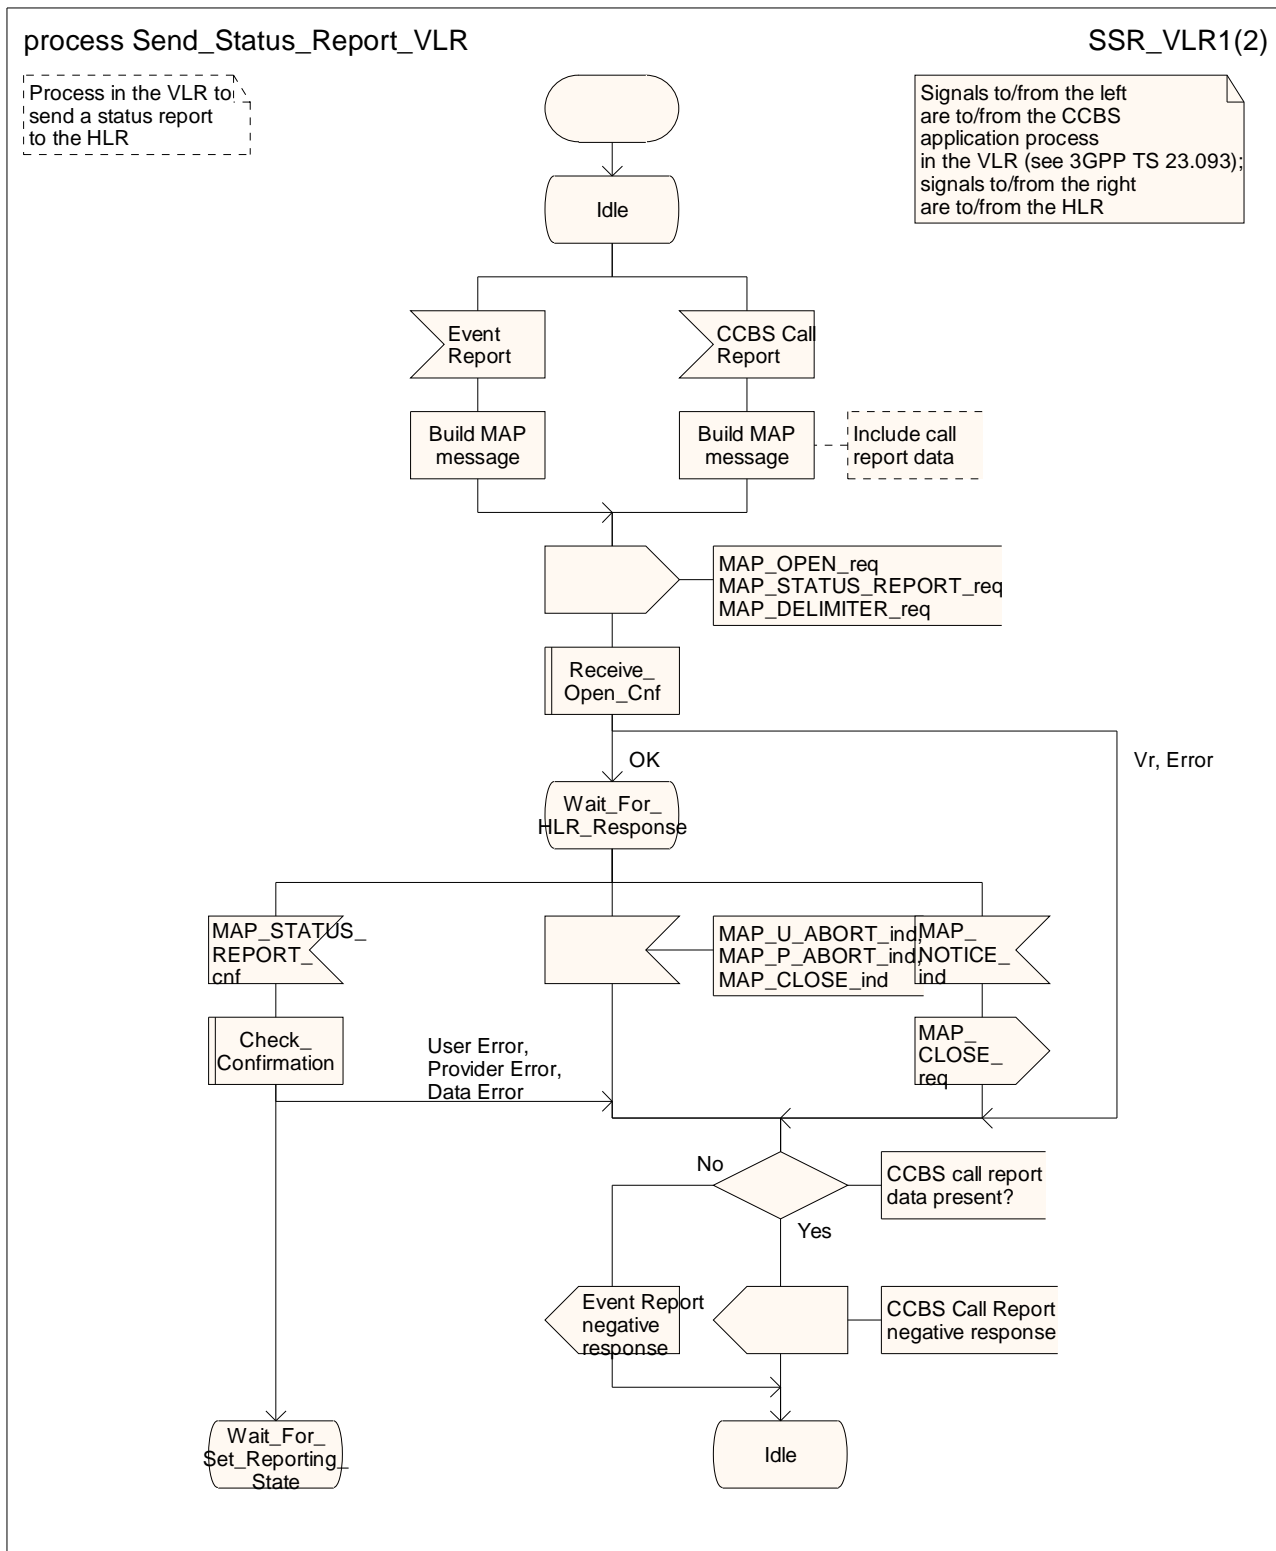 process Send_Status_Report_VLR
SSR_VLR1(2)
Process in the VLR to
send a status report
to the HLR
Signals to/from the left
are to/from the CCBS
application process
in the VLR (see 3GPP TS 23.093);
signals to/from the right
are to/from the HLR
Idle
Event
Report
CCBS Call
Report
Build MAP
message
Build MAP
message
Include call
report data
MAP_OPEN_req
MAP_STATUS_REPORT_req
MAP_DELIMITER_req
Receive_
Open_Cnf
OK
Vr, Error
Wait_For_
HLR_Response
MAP_STATUS_
REPORT_
cnf
MAP_U_ABORT_ind,
MAP_P_ABORT_ind,
MAP_CLOSE_ind
MAP_
NOTICE_
ind
Check_
Confirmation
User Error,
Provider Error,
Data Error
MAP_
CLOSE_
req
No
CCBS call report
data present?
Yes
Event Report
negative
response
CCBS Call Report
negative response
Wait_For_
Set_Reporting_
State
Idle